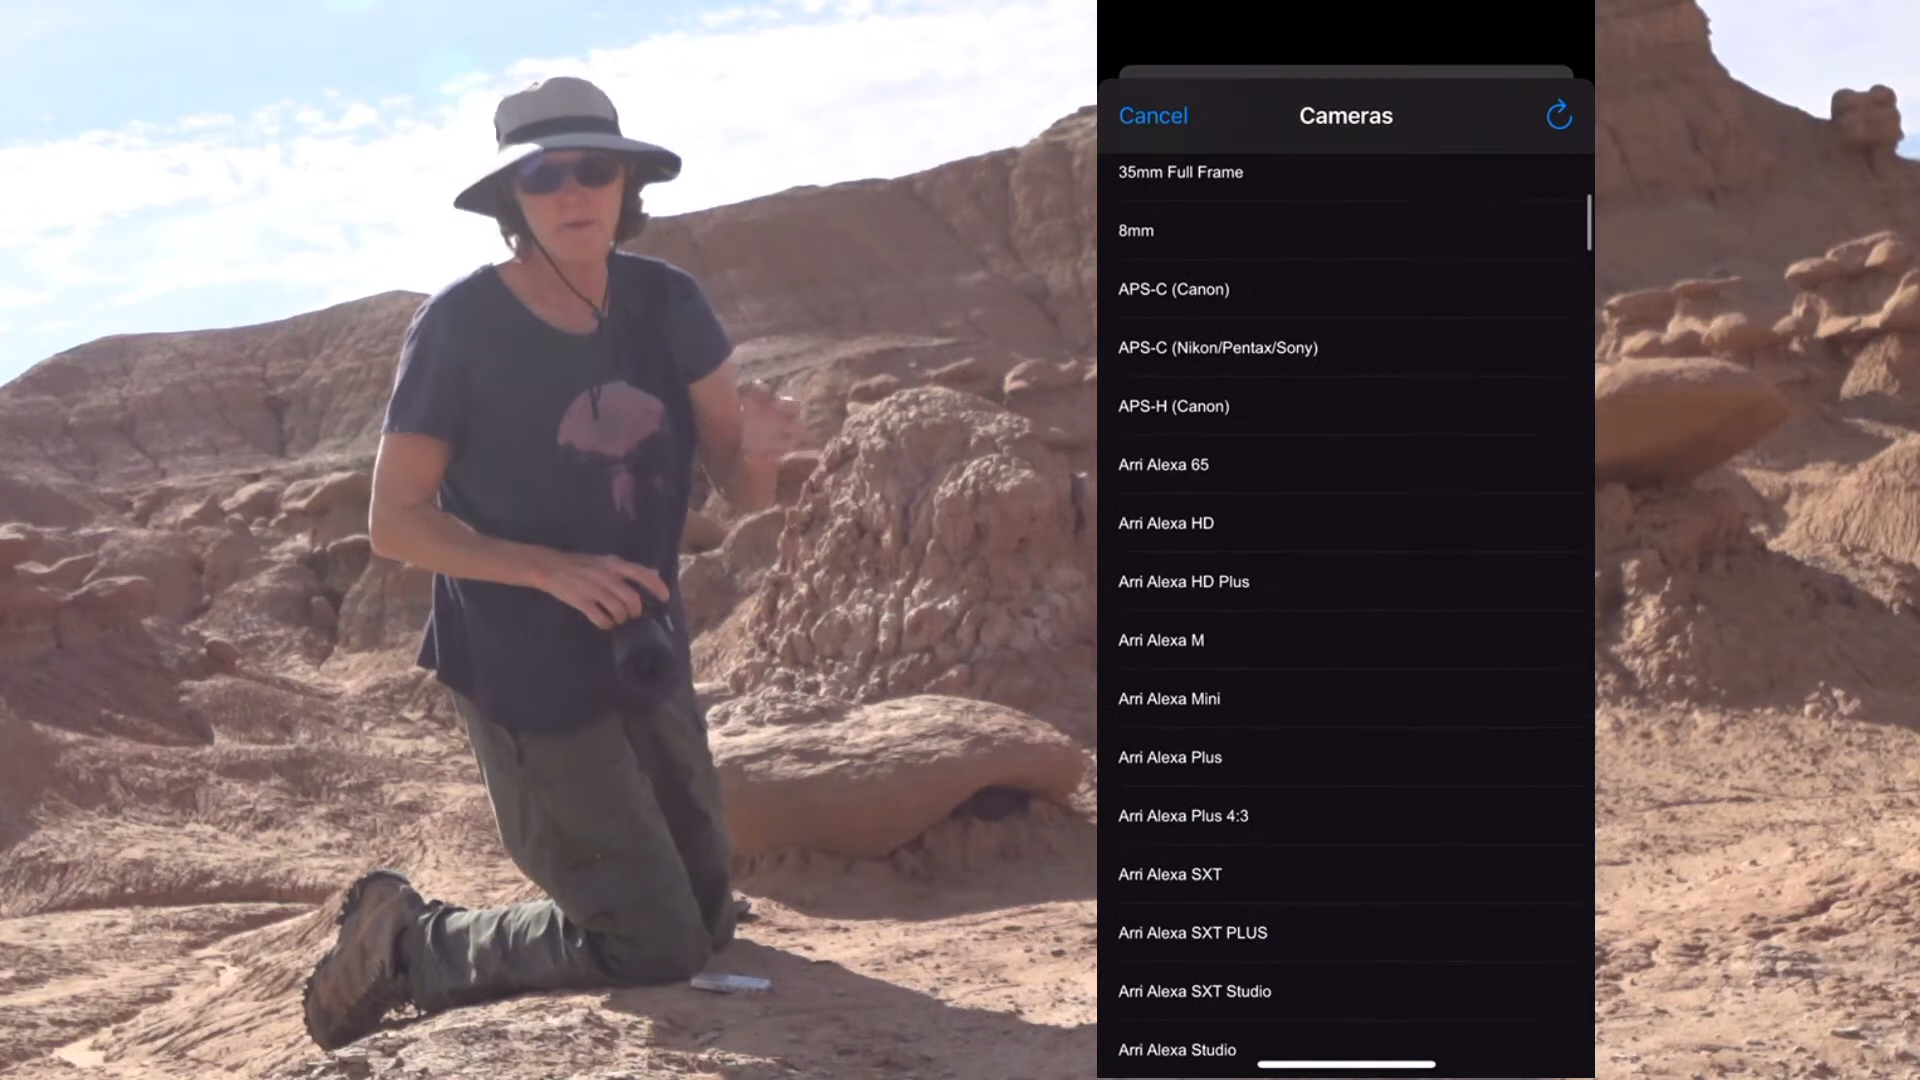 Cancel
Cameras
35mm Full Frame
8mm
APS-C (Canon)
APS-C (Nikon/Pentax/Sony)
APS-H (Canon)
Arri Alexa 65
Arri Alexa HD
Arri Alexa HD Plus
Arri Alexa M
Arri Alexa Mini
Arri Alexa Plus
Arri Alexa Plus 4:3
Arri Alexa SXT
Arri Alexa SXT PLUS
Arri Alexa SXT Studio
Arri Alexa Studio